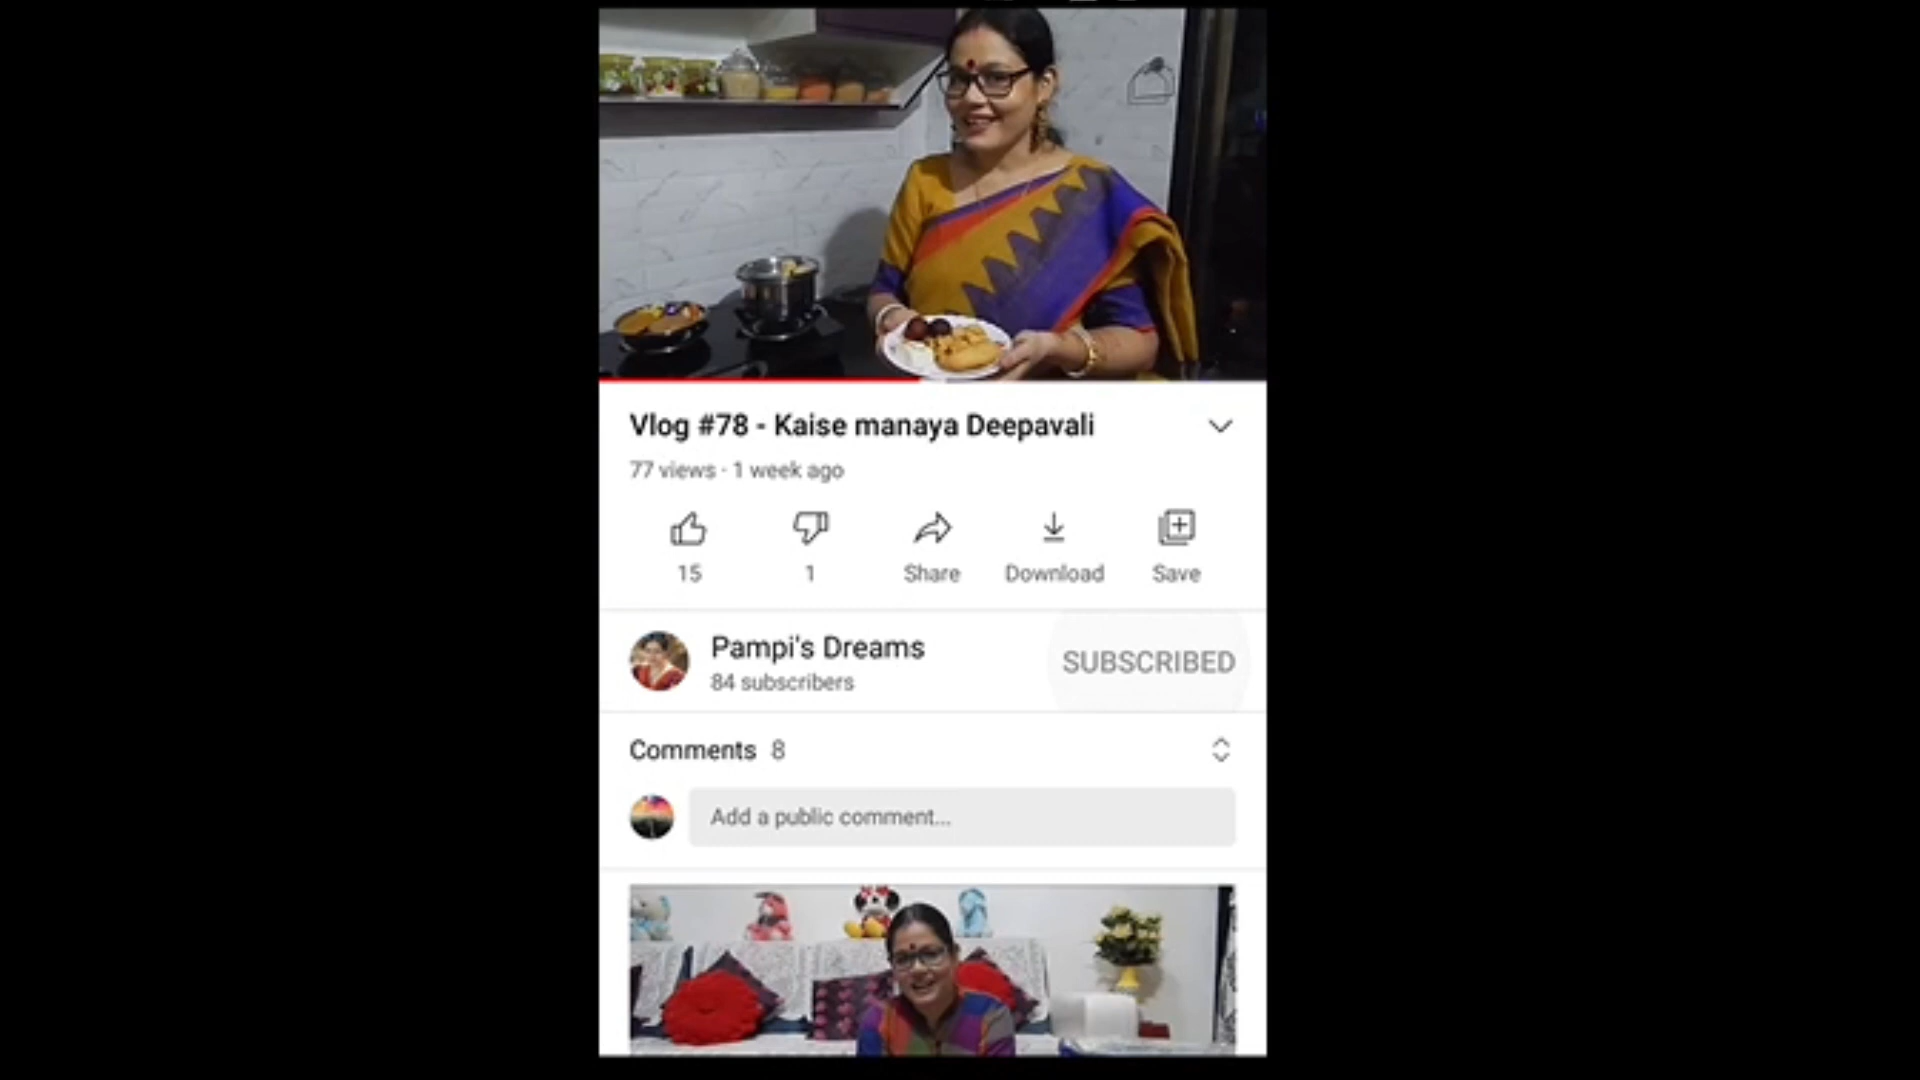 Vlog #78 - Kaise manaya Deepavali
77 views · 1 week ago
15
1
Share
Download
Save
Pampi's Dreams
84 subscribers
SUBSCRIBED
Comments 8
Add a public comment...